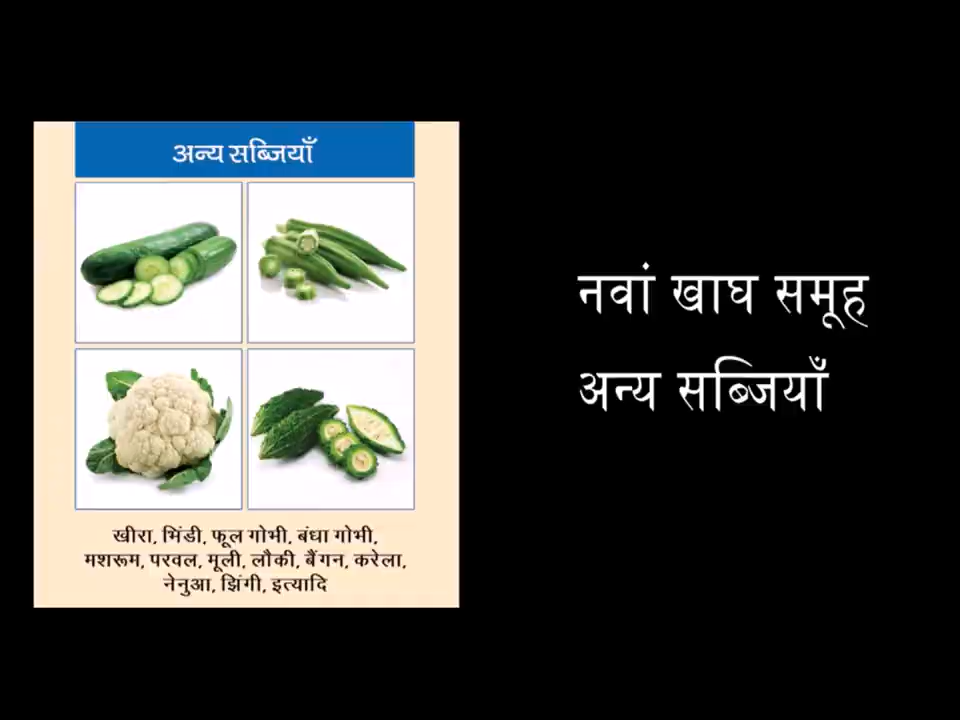 अन्य सब्जियाँ
खीरा, भिंडी, फूल गोभी, बंधा गोभी,
मशरूम, परवल, मूली, लौकी, बैंगन, करेला,
नेनुआ, झिंगी, इत्यादि
नवां खाघ समूह
अन्य सब्जियाँ